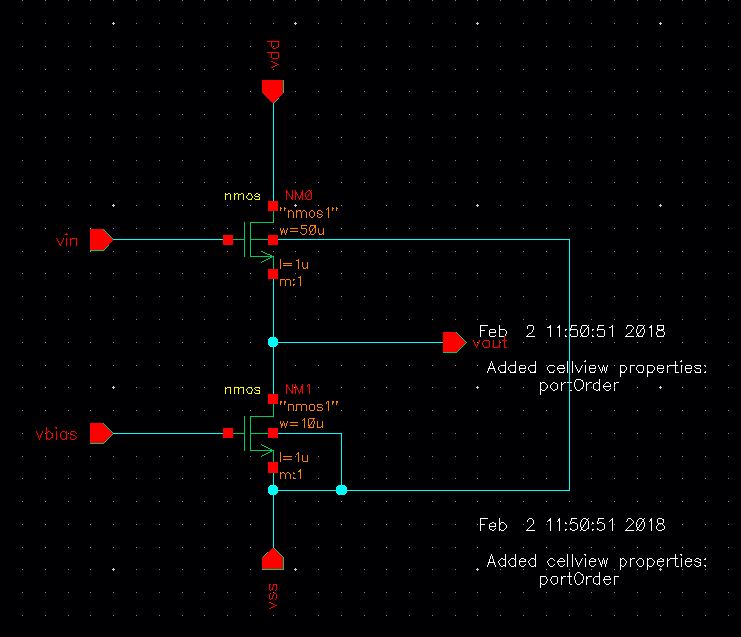 vdd
nmos NM0
"nmos1"
w=50u
vin
l=1u
m:1
Feb 2 11:50:51 2018
vout
Added cellview properties:
portOrder
nmos NM1
"nmos1"
w=10u
vbias
l=1u
m:1
Feb 2 11:50:51 2018
Added cellview properties:
portOrder
vss